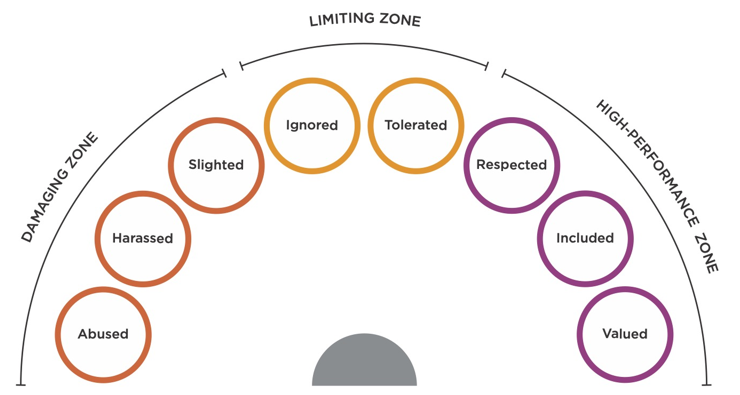 LIMITING ZONE
DAMAGING ZONE
HIGH-PERFORMANCE ZONE
Ignored
Tolerated
Slighted
Respected
Harassed
Included
Abused
Valued